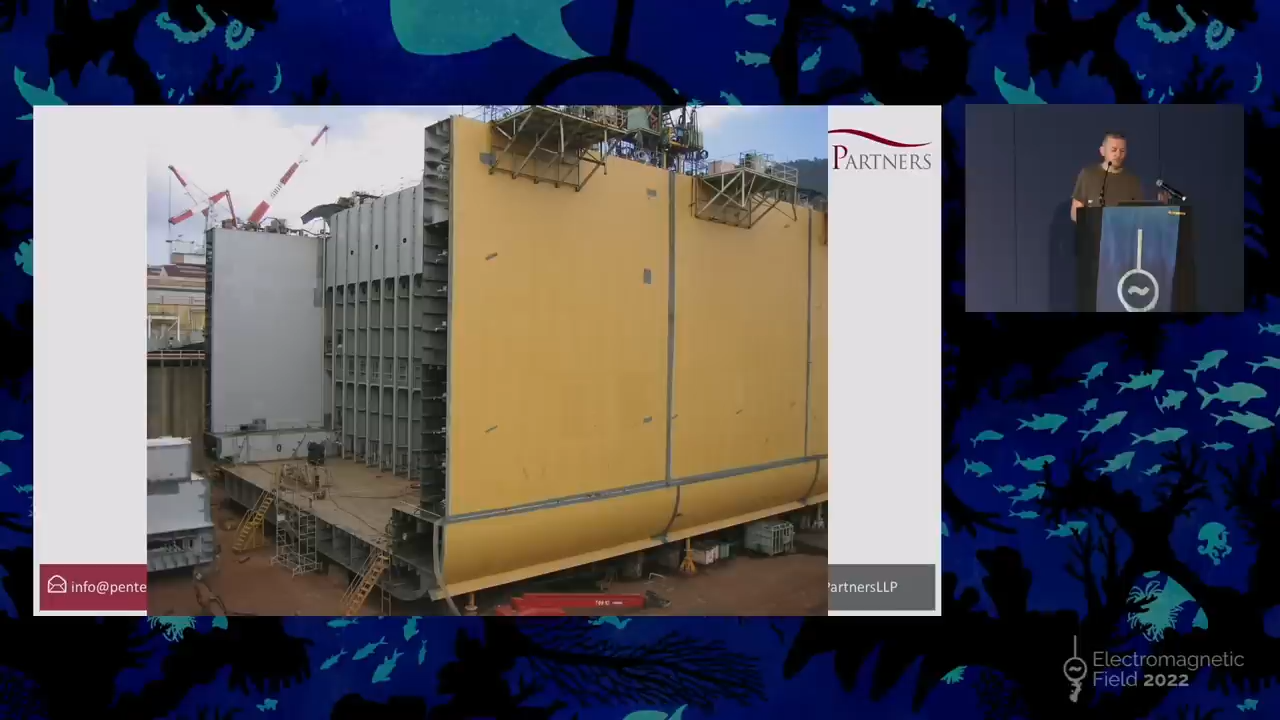 PARTNERS
info@pente
PartnersLLP
Electromagnetic
Field 2022